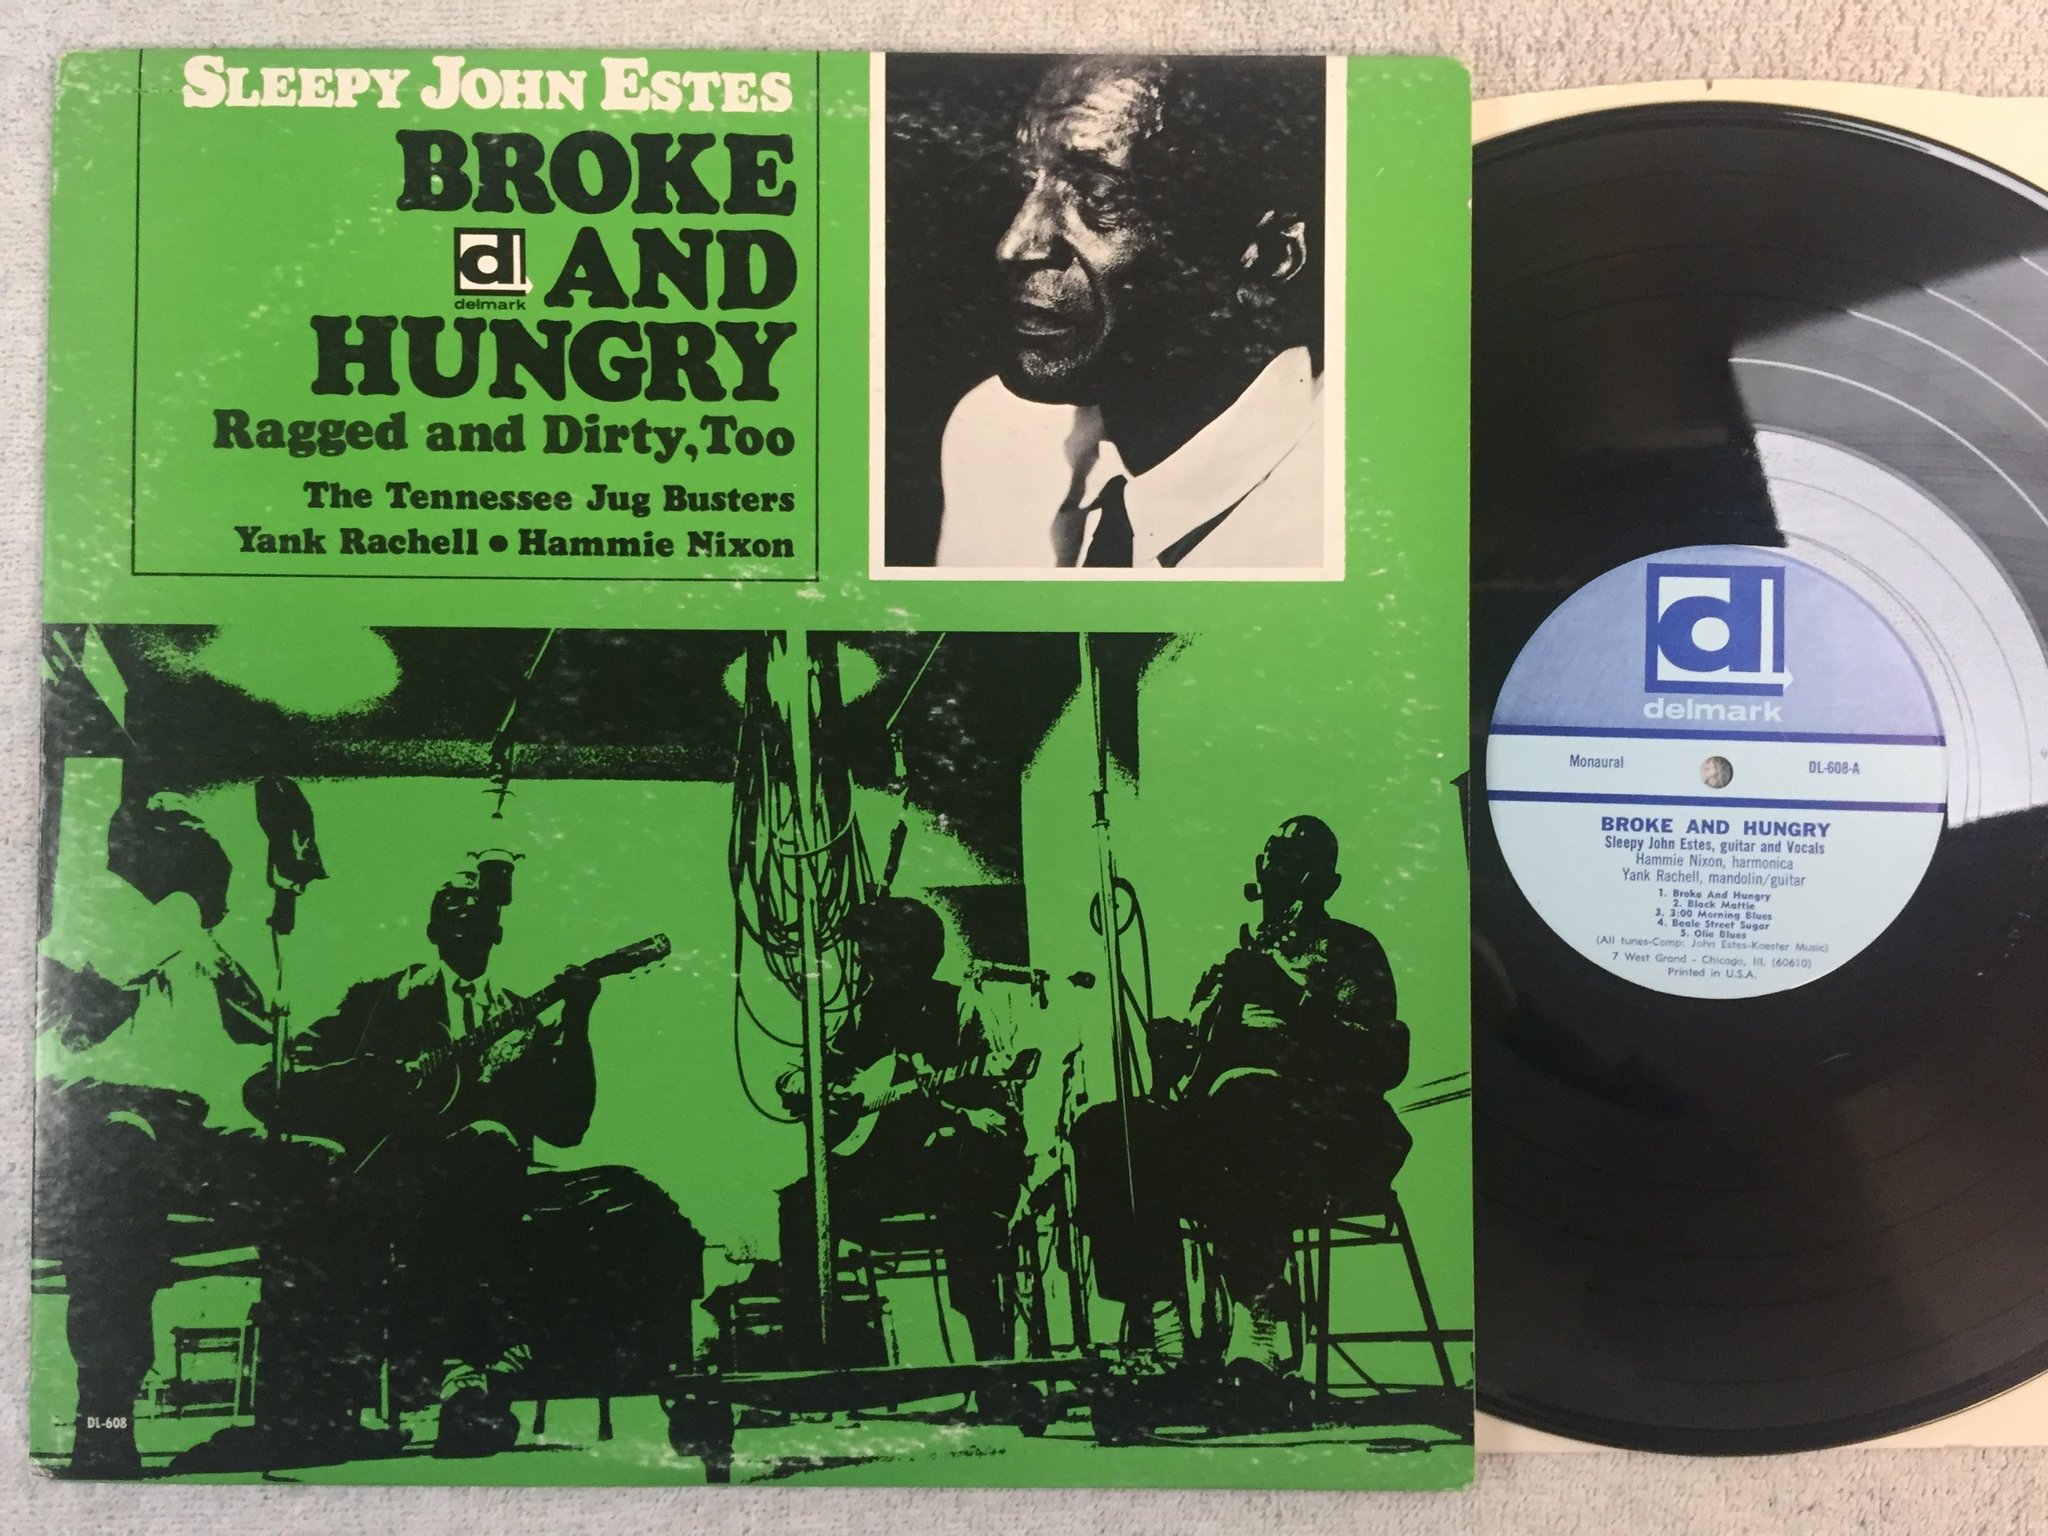 SLEEPY JOHN ESTES
BROKE
d AND
delmark
HUNGRY
Ragged and Dirty, Too
The Tennessee Jug Busters
Yank Rachell • Hammie Nixon
DL-608
d
delmark
Monaural
DL-608-A
BROKE AND HUNGRY
Sleepy John Estes, guitar and Vocals
Hammie Nixon, harmonica
Yank Rachell, mandolin/guitar
1. Broke And Hungry
2. Black Mattie
3. 3:00 Morning Blues
4. Beale Street Sugar
5. Olie Blues
(All tunes-Comp: John Estes-Koester Music)
7 West Grand - Chicago, Ill. (60610)
Printed in U.S.A.